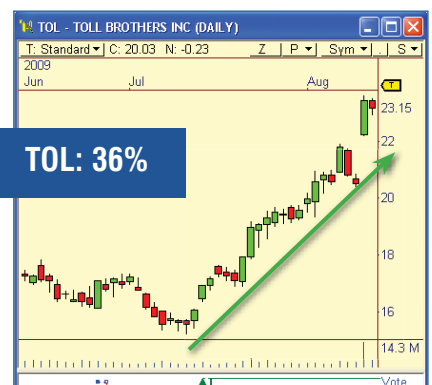 TOL - TOLL BROTHERS INC (DAILY)
T: Standard C: 20.03 N: -0.23 Z P Sym . S
2009
Jun Jul Aug
T
23.15
22
TOL: 36%
20
18
16
14.3 M
Vote